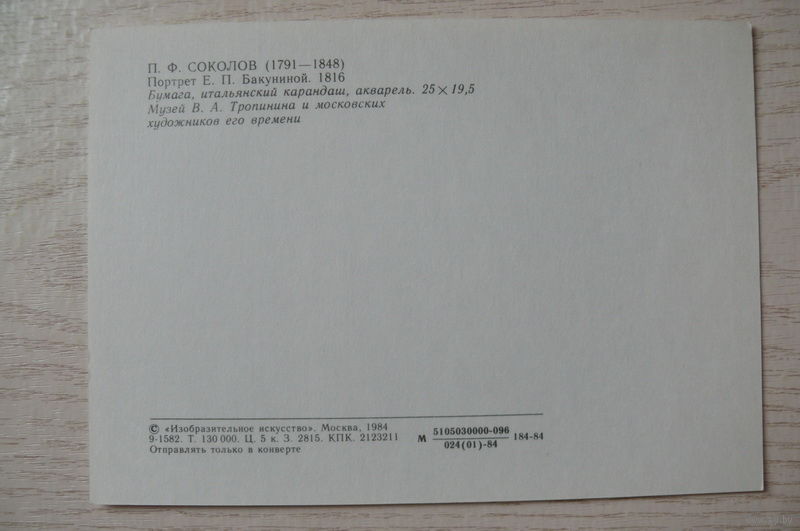 П. Ф. СОКОЛОВ (1791—1848)
Портрет Е. П. Бакуниной. 1816
Бумага, итальянский карандаш, акварель. 25×19,5
Музей В. А. Тропинина и московских
художников его времени
© «Изобразительное искусство». Москва, 1984
9-1582. Т. 130 000. Ц. 5 к. З. 2815. КПК. 2123211
Отправлять только в конверте
М 5105030000-096 184-84
024(01)-84